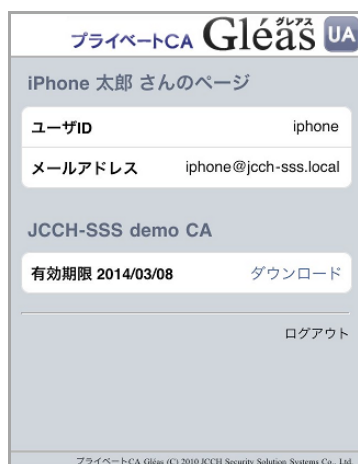 プライベートCA Gléas グレアス UA
iPhone 太郎 さんのページ
ユーザID iphone
メールアドレス iphone@jcch-sss.local
JCCH-SSS demo CA
有効期限 2014/03/08 ダウンロード
ログアウト
プライベートCA Gléas (C) 2010 JCCH Security Solution Systems Co., Ltd.